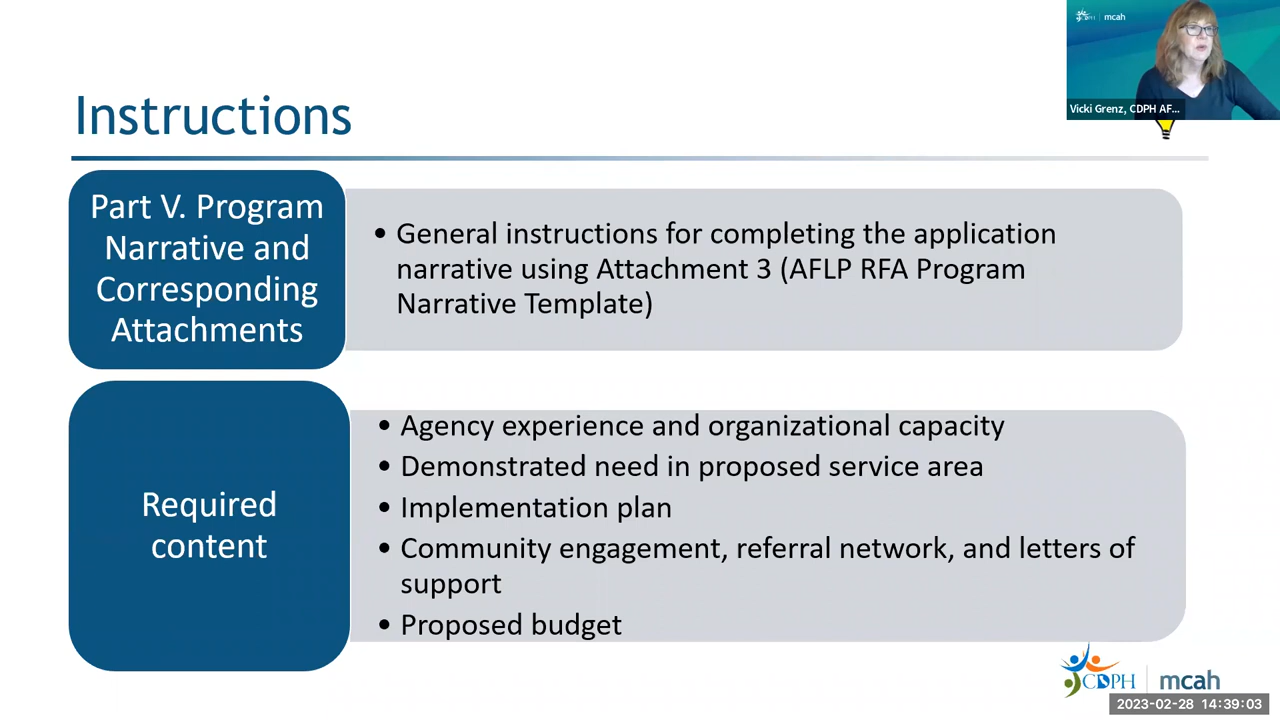 mcah
Vicki Grenz, CDPH AF...
Instructions
Part V. Program
Narrative and
Corresponding
Attachments
• General instructions for completing the application
narrative using Attachment 3 (AFLP RFA Program
Narrative Template)
Required
content
• Agency experience and organizational capacity
• Demonstrated need in proposed service area
• Implementation plan
• Community engagement, referral network, and letters of
support
• Proposed budget
CDPH
mcah
2023-02-28 14:39:03